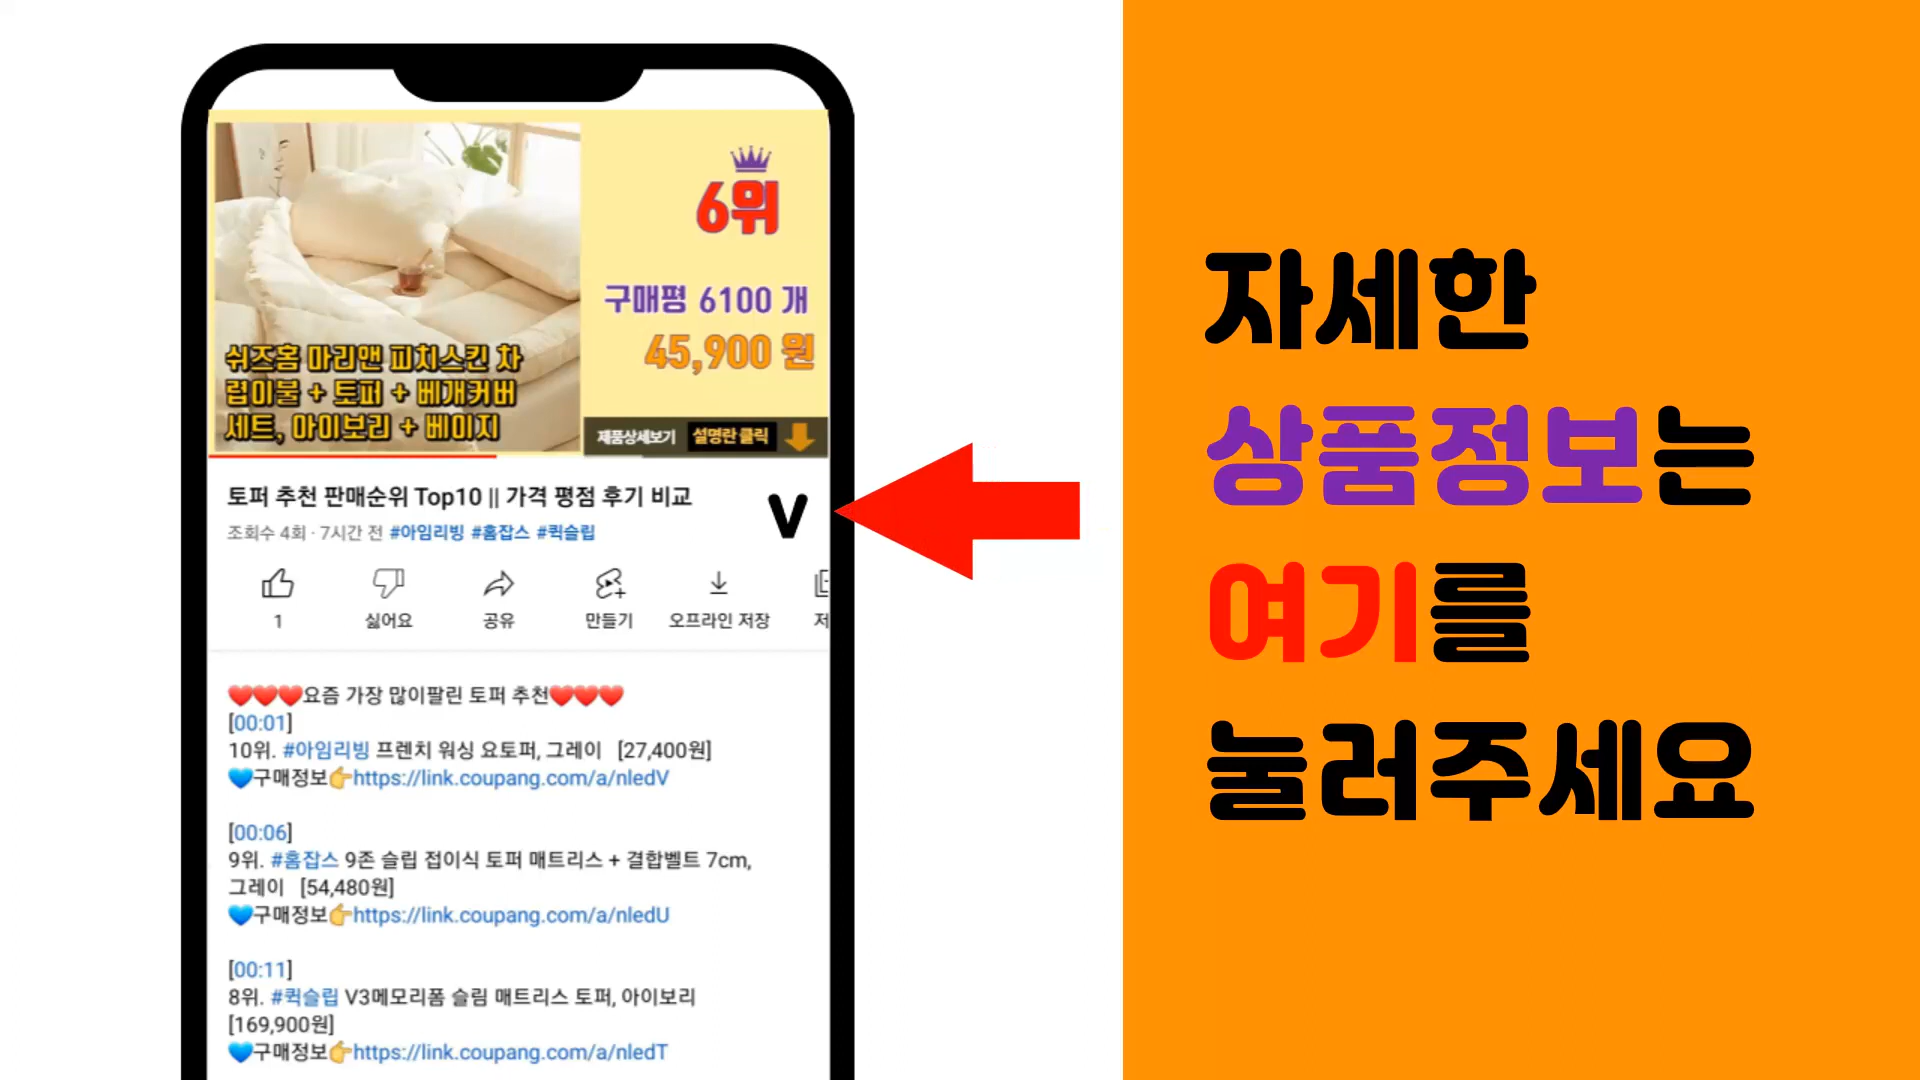 6위
구매평 6100 개
45,900 원
쉬즈홈 마리앤 피치스킨 차
렵이불 + 토퍼 + 베개커버
세트, 아이보리 + 베이지
제품상세보기 설명란 클릭
토퍼 추천 판매순위 Top10 || 가격 평점 후기 비교
V
조회수 4회 · 7시간 전 #아임리빙 #홈잡스 #퀵슬립
1 싫어요 공유 만들기 오프라인 저장 저
❤️❤️❤️요즘 가장 많이팔린 토퍼 추천❤️❤️❤️
[00:01]
10위. #아임리빙 프렌치 워싱 요토퍼, 그레이 [27,400원]
💙구매정보👉https://link.coupang.com/a/nledV
[00:06]
9위. #홈잡스 9존 슬립 접이식 토퍼 매트리스 + 결합벨트 7cm,
그레이 [54,480원]
💙구매정보👉https://link.coupang.com/a/nledU
[00:11]
8위. #퀵슬립 V3메모리폼 슬림 매트리스 토퍼, 아이보리
[169,900원]
💙구매정보👉https://link.coupang.com/a/nledT
자세한
상품정보는
여기를
눌러주세요